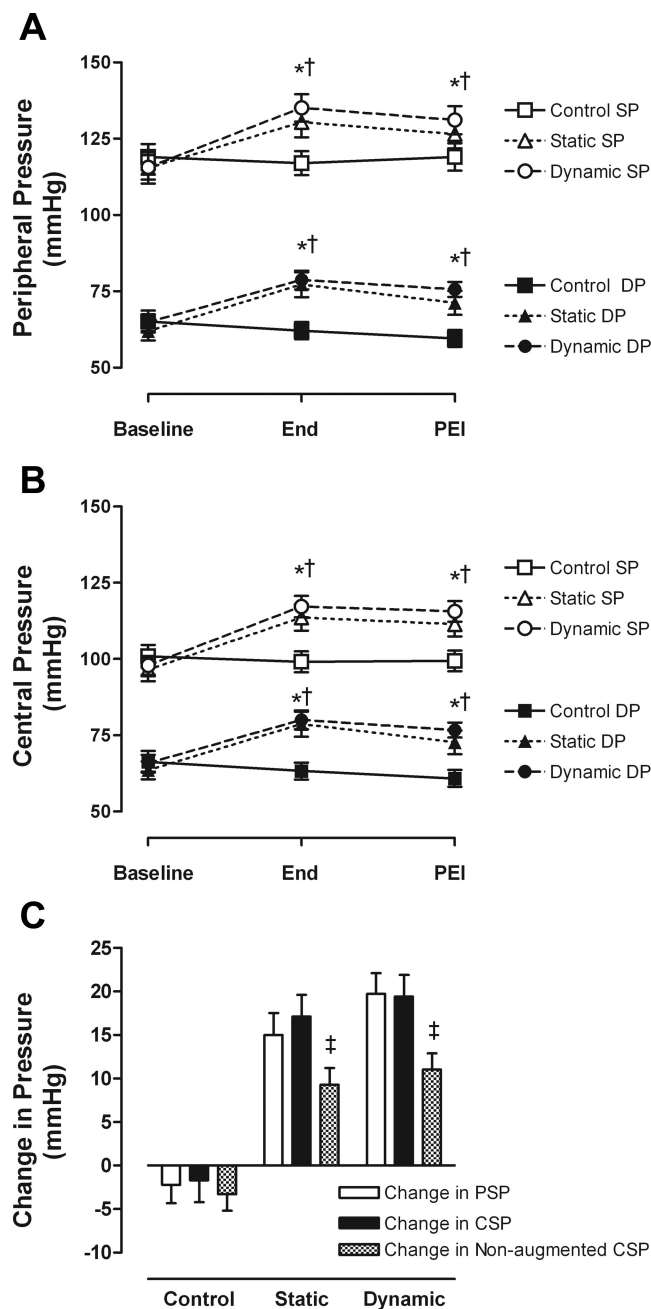 A
Peripheral Pressure
(mmHg)
150
125
100
75
50
*†
*†
*†
*†
Control SP
Static SP
Dynamic SP
Control DP
Static DP
Dynamic DP
Baseline
End
PEI
B
Central Pressure
(mmHg)
150
125
100
75
50
*†
*†
*†
*†
Control SP
Static SP
Dynamic SP
Control DP
Static DP
Dynamic DP
Baseline
End
PEI
C
Change in Pressure
(mmHg)
25
20
15
10
5
0
-5
-10
‡
‡
Change in PSP
Change in CSP
Change in Non-augmented CSP
Control
Static
Dynamic